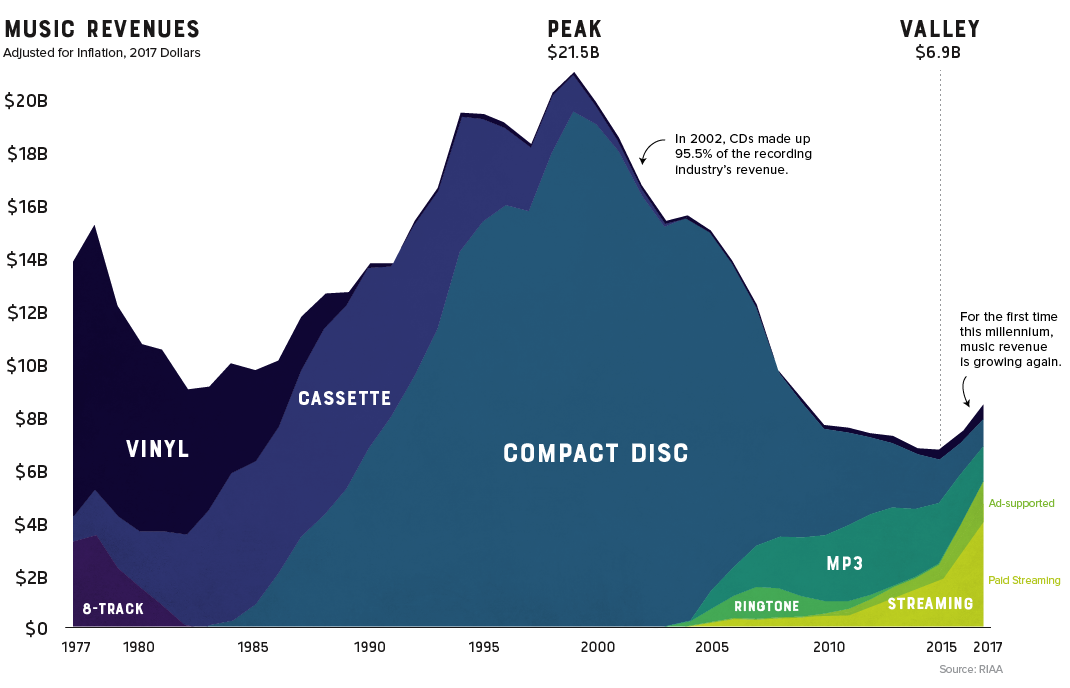 MUSIC REVENUES
Adjusted for Inflation, 2017 Dollars
PEAK
$21.5B
VALLEY
$6.9B
$20B
$18B
$16B
$14B
$12B
$10B
$8B
$6B
$4B
$2B
$0
In 2002, CDs made up
95.5% of the recording
industry's revenue.
For the first time
this millennium,
music revenue
is growing again.
CASSETTE
VINYL
COMPACT DISC
Ad-supported
MP3
Paid Streaming
8-TRACK
RINGTONE
STREAMING
1977
1980
1985
1990
1995
2000
2005
2010
2015
2017
Source: RIAA